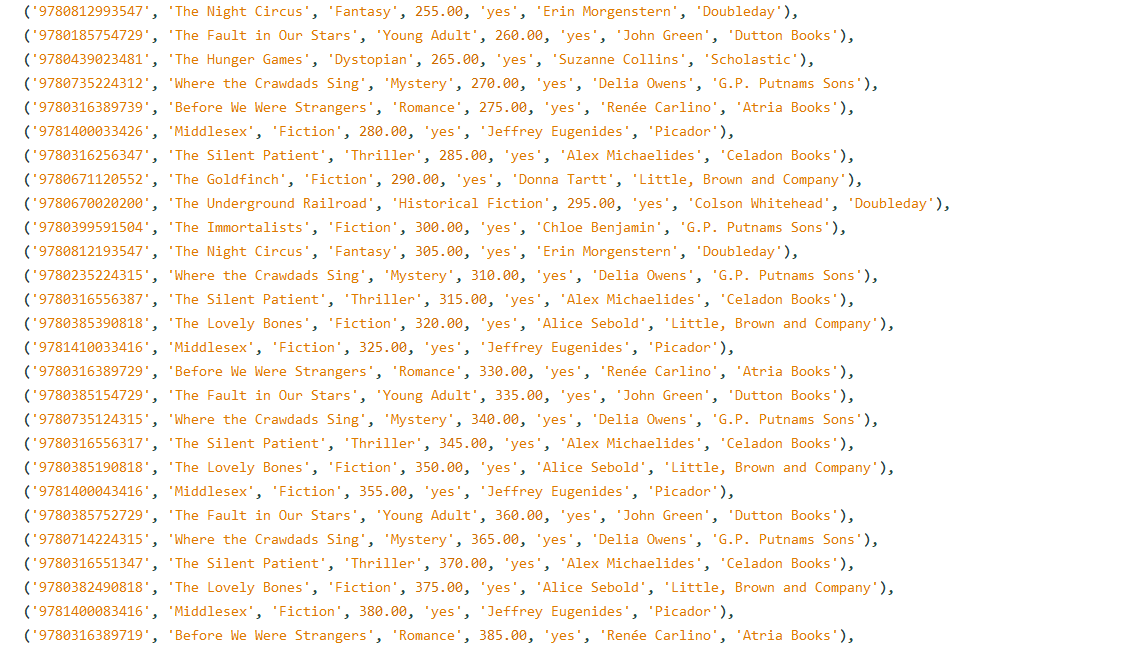 ('9780812993547', 'The Night Circus', 'Fantasy', 255.00, 'yes', 'Erin Morgenstern', 'Doubleday'),
('9780185754729', 'The Fault in Our Stars', 'Young Adult', 260.00, 'yes', 'John Green', 'Dutton Books'),
('9780439023481', 'The Hunger Games', 'Dystopian', 265.00, 'yes', 'Suzanne Collins', 'Scholastic'),
('9780735224312', 'Where the Crawdads Sing', 'Mystery', 270.00, 'yes', 'Delia Owens', 'G.P. Putnams Sons'),
('9780316389739', 'Before We Were Strangers', 'Romance', 275.00, 'yes', 'Renée Carlino', 'Atria Books'),
('9781400033426', 'Middlesex', 'Fiction', 280.00, 'yes', 'Jeffrey Eugenides', 'Picador'),
('9780316256347', 'The Silent Patient', 'Thriller', 285.00, 'yes', 'Alex Michaelides', 'Celadon Books'),
('9780671120552', 'The Goldfinch', 'Fiction', 290.00, 'yes', 'Donna Tartt', 'Little, Brown and Company'),
('9780670020200', 'The Underground Railroad', 'Historical Fiction', 295.00, 'yes', 'Colson Whitehead', 'Doubleday'),
('9780399591504', 'The Immortalists', 'Fiction', 300.00, 'yes', 'Chloe Benjamin', 'G.P. Putnams Sons'),
('9780812193547', 'The Night Circus', 'Fantasy', 305.00, 'yes', 'Erin Morgenstern', 'Doubleday'),
('9780235224315', 'Where the Crawdads Sing', 'Mystery', 310.00, 'yes', 'Delia Owens', 'G.P. Putnams Sons'),
('9780316556387', 'The Silent Patient', 'Thriller', 315.00, 'yes', 'Alex Michaelides', 'Celadon Books'),
('9780385390818', 'The Lovely Bones', 'Fiction', 320.00, 'yes', 'Alice Sebold', 'Little, Brown and Company'),
('9781410033416', 'Middlesex', 'Fiction', 325.00, 'yes', 'Jeffrey Eugenides', 'Picador'),
('9780316389729', 'Before We Were Strangers', 'Romance', 330.00, 'yes', 'Renée Carlino', 'Atria Books'),
('9780385154729', 'The Fault in Our Stars', 'Young Adult', 335.00, 'yes', 'John Green', 'Dutton Books'),
('9780735124315', 'Where the Crawdads Sing', 'Mystery', 340.00, 'yes', 'Delia Owens', 'G.P. Putnams Sons'),
('9780316556317', 'The Silent Patient', 'Thriller', 345.00, 'yes', 'Alex Michaelides', 'Celadon Books'),
('9780385190818', 'The Lovely Bones', 'Fiction', 350.00, 'yes', 'Alice Sebold', 'Little, Brown and Company'),
('9781400043416', 'Middlesex', 'Fiction', 355.00, 'yes', 'Jeffrey Eugenides', 'Picador'),
('9780385752729', 'The Fault in Our Stars', 'Young Adult', 360.00, 'yes', 'John Green', 'Dutton Books'),
('9780714224315', 'Where the Crawdads Sing', 'Mystery', 365.00, 'yes', 'Delia Owens', 'G.P. Putnams Sons'),
('9780316551347', 'The Silent Patient', 'Thriller', 370.00, 'yes', 'Alex Michaelides', 'Celadon Books'),
('9780382490818', 'The Lovely Bones', 'Fiction', 375.00, 'yes', 'Alice Sebold', 'Little, Brown and Company'),
('9781400083416', 'Middlesex', 'Fiction', 380.00, 'yes', 'Jeffrey Eugenides', 'Picador'),
('9780316389719', 'Before We Were Strangers', 'Romance', 385.00, 'yes', 'Renée Carlino', 'Atria Books'),